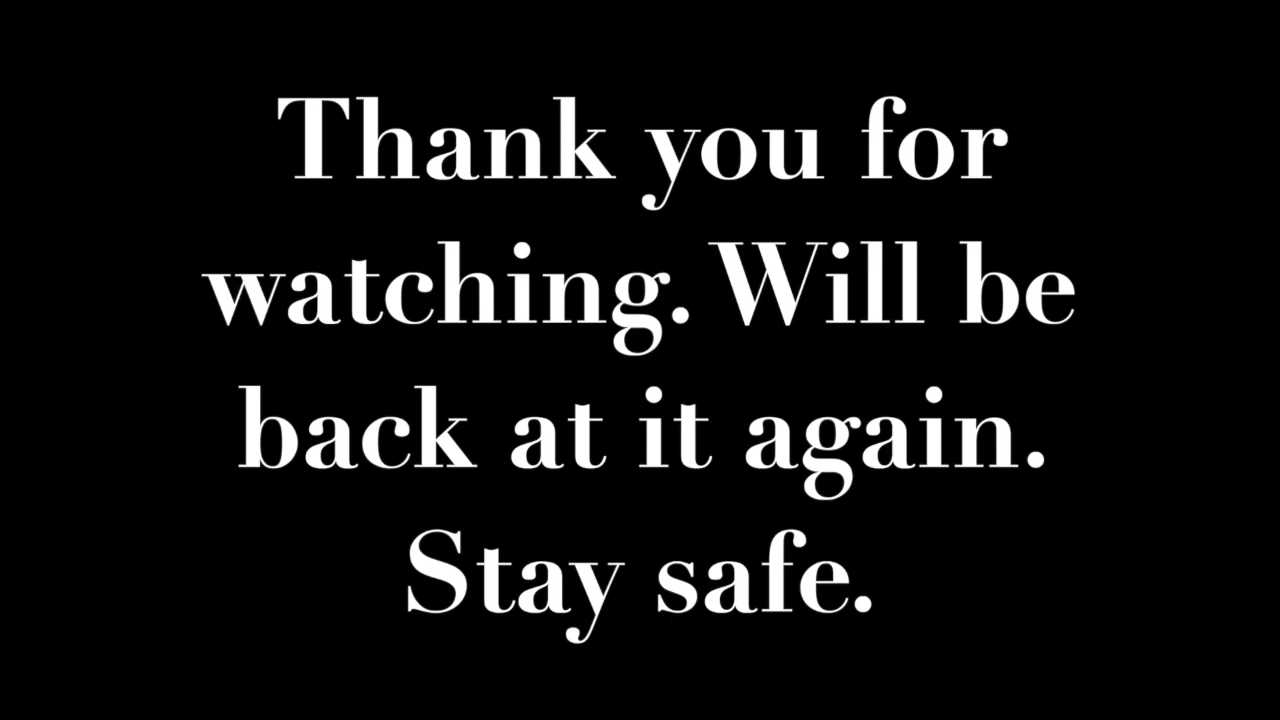 Thank you for
watching. Will be
back at it again.
Stay safe.